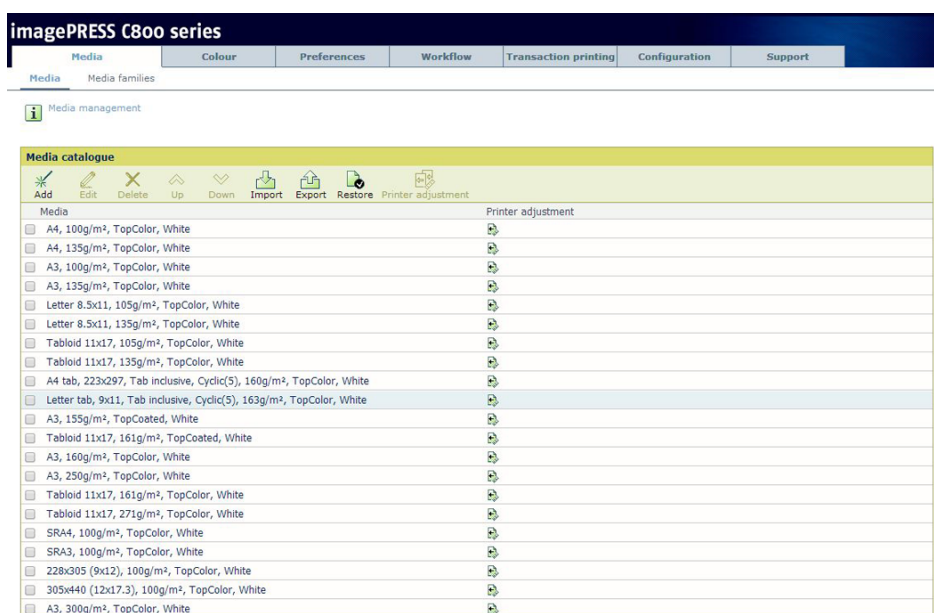 imagePRESS C800 series
Media Colour Preferences Workflow Transaction printing Configuration Support
Media Media families
i Media management
Media catalogue
Add Edit Delete Up Down Import Export Restore Printer adjustment
Media Printer adjustment
A4, 100g/m², TopColor, White
A4, 135g/m², TopColor, White
A3, 100g/m², TopColor, White
A3, 135g/m², TopColor, White
Letter 8.5x11, 105g/m², TopColor, White
Letter 8.5x11, 135g/m², TopColor, White
Tabloid 11x17, 105g/m², TopColor, White
Tabloid 11x17, 135g/m², TopColor, White
A4 tab, 223x297, Tab inclusive, Cyclic(5), 160g/m², TopColor, White
Letter tab, 9x11, Tab inclusive, Cyclic(5), 163g/m², TopColor, White
A3, 155g/m², TopCoated, White
Tabloid 11x17, 161g/m², TopCoated, White
A3, 160g/m², TopColor, White
A3, 250g/m², TopColor, White
Tabloid 11x17, 161g/m², TopColor, White
Tabloid 11x17, 271g/m², TopColor, White
SRA4, 100g/m², TopColor, White
SRA3, 100g/m², TopColor, White
228x305 (9x12), 100g/m², TopColor, White
305x440 (12x17.3), 100g/m², TopColor, White
A3, 300g/m², TopColor, White